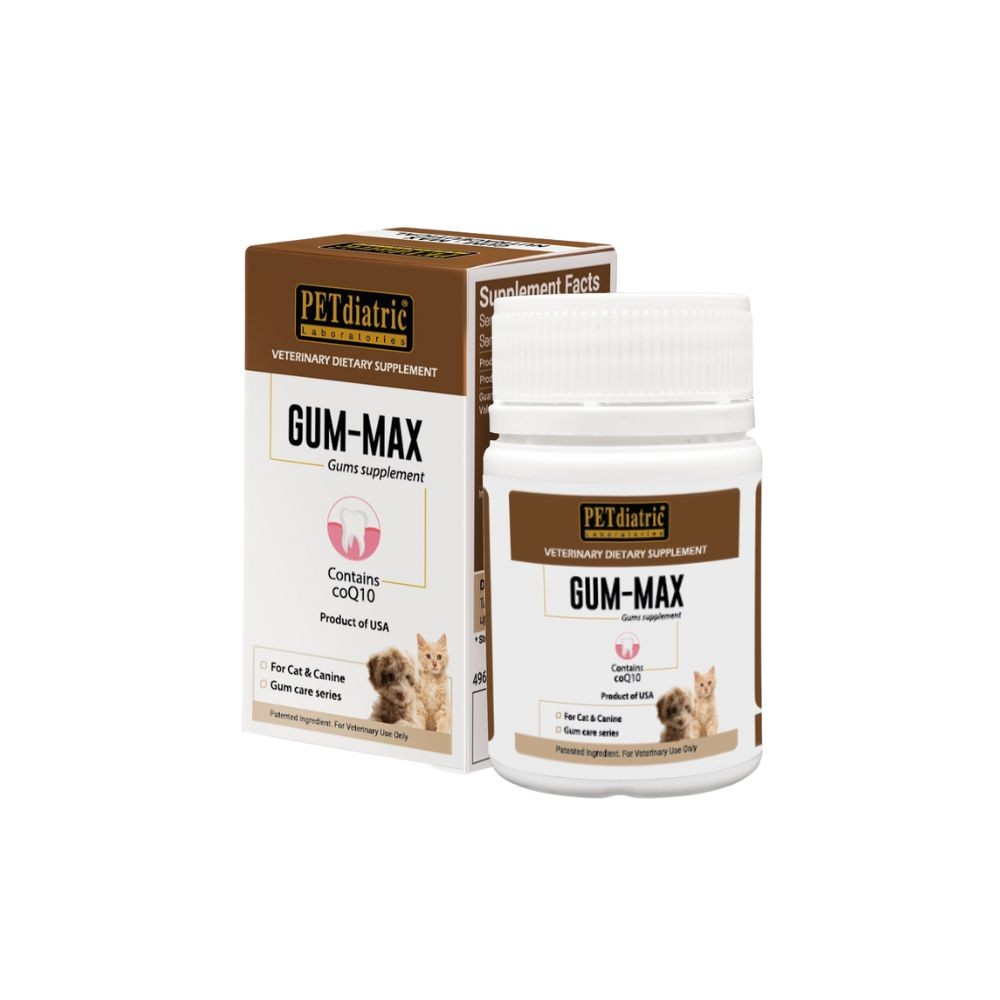 PETdiatric®
Laboratories
VETERINARY DIETARY SUPPLEMENT
GUM-MAX
Gums supplement
Contains
coQ10
Product of USA
For Cat & Canine
Gum care series
Patented Ingredient. For Veterinary Use Only
Supplement Facts
496
PETdiatric®
Laboratories
VETERINARY DIETARY SUPPLEMENT
GUM-MAX
Gums supplement
Contains
coQ10
Product of USA
For Cat & Canine
Gum care series
Patented Ingredient. For Veterinary Use Only